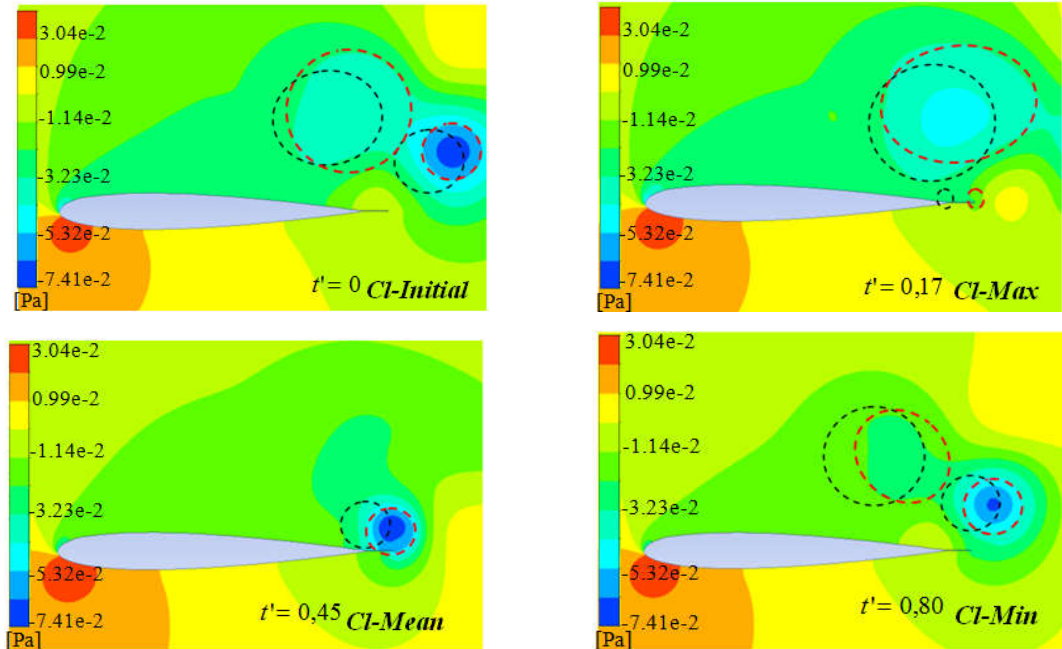 3.04e-2
0.99e-2
-1.14e-2
-3.23e-2
-5.32e-2
-7.41e-2
[Pa]
t'= 0 Cl-Initial
3.04e-2
0.99e-2
-1.14e-2
-3.23e-2
-5.32e-2
-7.41e-2
[Pa]
t'= 0,17 Cl-Max
3.04e-2
0.99e-2
-1.14e-2
-3.23e-2
-5.32e-2
-7.41e-2
[Pa]
t'= 0,45 Cl-Mean
3.04e-2
0.99e-2
-1.14e-2
-3.23e-2
-5.32e-2
-7.41e-2
[Pa]
t'= 0,80 Cl-Min